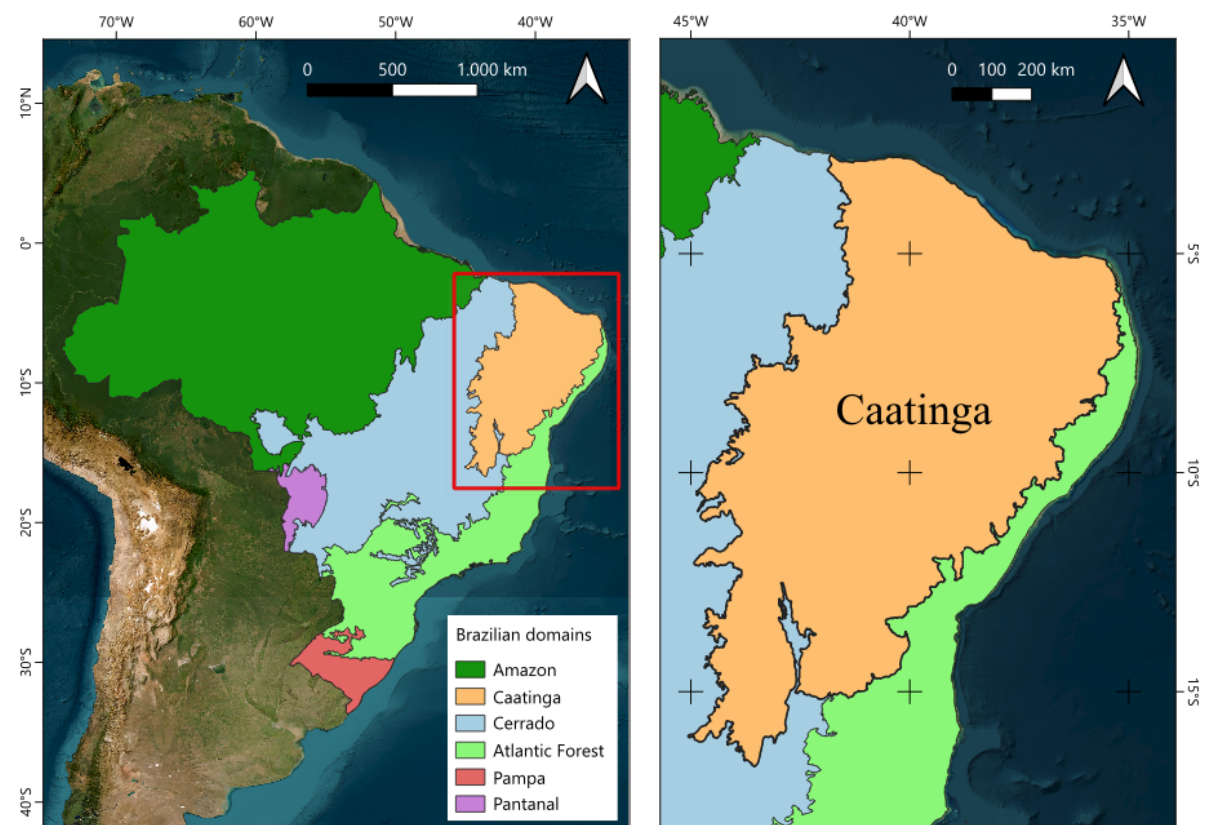 70°W
60°W
50°W
40°W
0
500
1.000 km
10°N
0°
10°S
20°S
30°S
40°S
Brazilian domains
Amazon
Caatinga
Cerrado
Atlantic Forest
Pampa
Pantanal
45°W
40°W
35°W
0
100
200 km
Caatinga
5°S
10°S
15°S